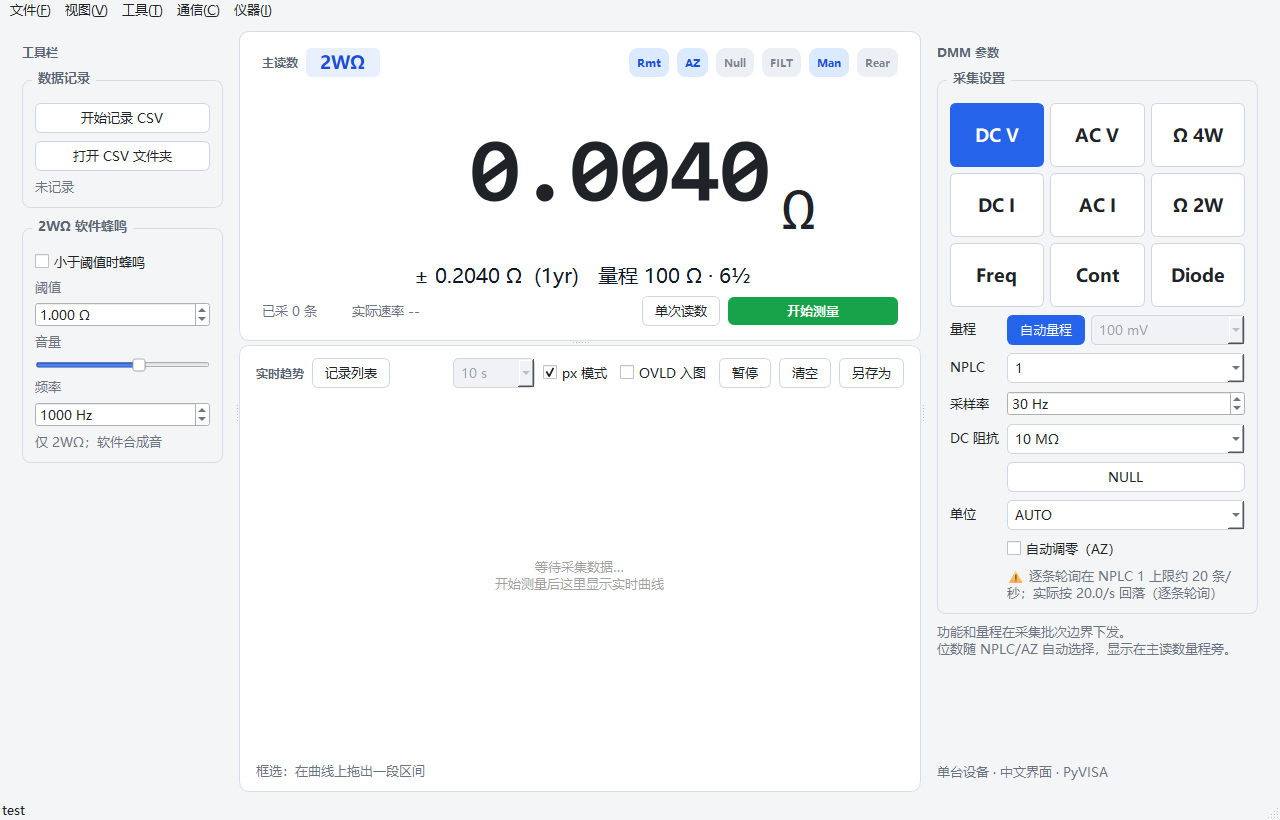 文件(F) 视图(V) 工具(T) 通信(C) 仪器(I)
工具栏
数据记录
开始记录 CSV
打开 CSV 文件夹
未记录
2WΩ 软件蜂鸣
小于阈值时蜂鸣
阈值
1.000 Ω
音量
频率
1000 Hz
仅 2WΩ；软件合成音
主读数 2WΩ Rmt AZ Null FILT Man Rear
0.0040 Ω
± 0.2040 Ω (1yr) 量程 100 Ω · 6½
已采 0 条 实际速率 -- 单次读数 开始测量
实时趋势 记录列表 10 s px 模式 OVLD 入图 暂停 清空 另存为
等待采集数据...
开始测量后这里显示实时曲线
框选：在曲线上拖出一段区间
DMM 参数
采集设置
DC V AC V Ω 4W
DC I AC I Ω 2W
Freq Cont Diode
量程 自动量程 100 mV
NPLC 1
采样率 30 Hz
DC 阻抗 10 MΩ
NULL
单位 AUTO
自动调零（AZ）
⚠ 逐条轮询在 NPLC 1 上限约 20 条/
秒；实际按 20.0/s 回落（逐条轮询）
功能和量程在采集批次边界下发。
位数随 NPLC/AZ 自动选择，显示在主读数量程旁。
单台设备 · 中文界面 · PyVISA
test